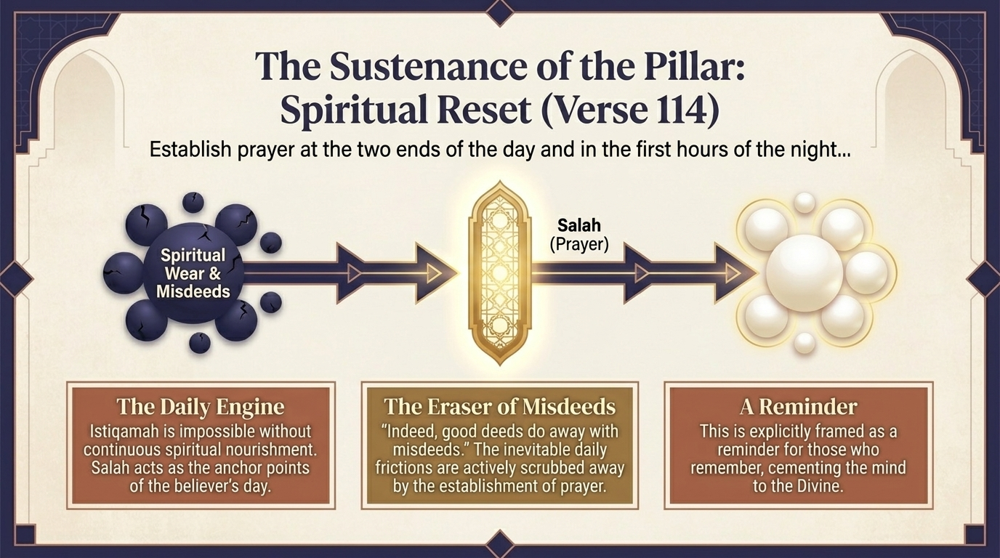 The Sustenance of the Pillar:
Spiritual Reset (Verse 114)
Establish prayer at the two ends of the day and in the first hours of the night...
Spiritual
Wear &
Misdeeds
Salah
(Prayer)
The Daily Engine
Istiqamah is impossible without
continuous spiritual nourishment.
Salah acts as the anchor points
of the believer’s day.
The Eraser of Misdeeds
“Indeed, good deeds do away with
misdeeds.” The inevitable daily
frictions are actively scrubbed away
by the establishment of prayer.
A Reminder
This is explicitly framed as a
reminder for those who
remember, cementing the mind
to the Divine.